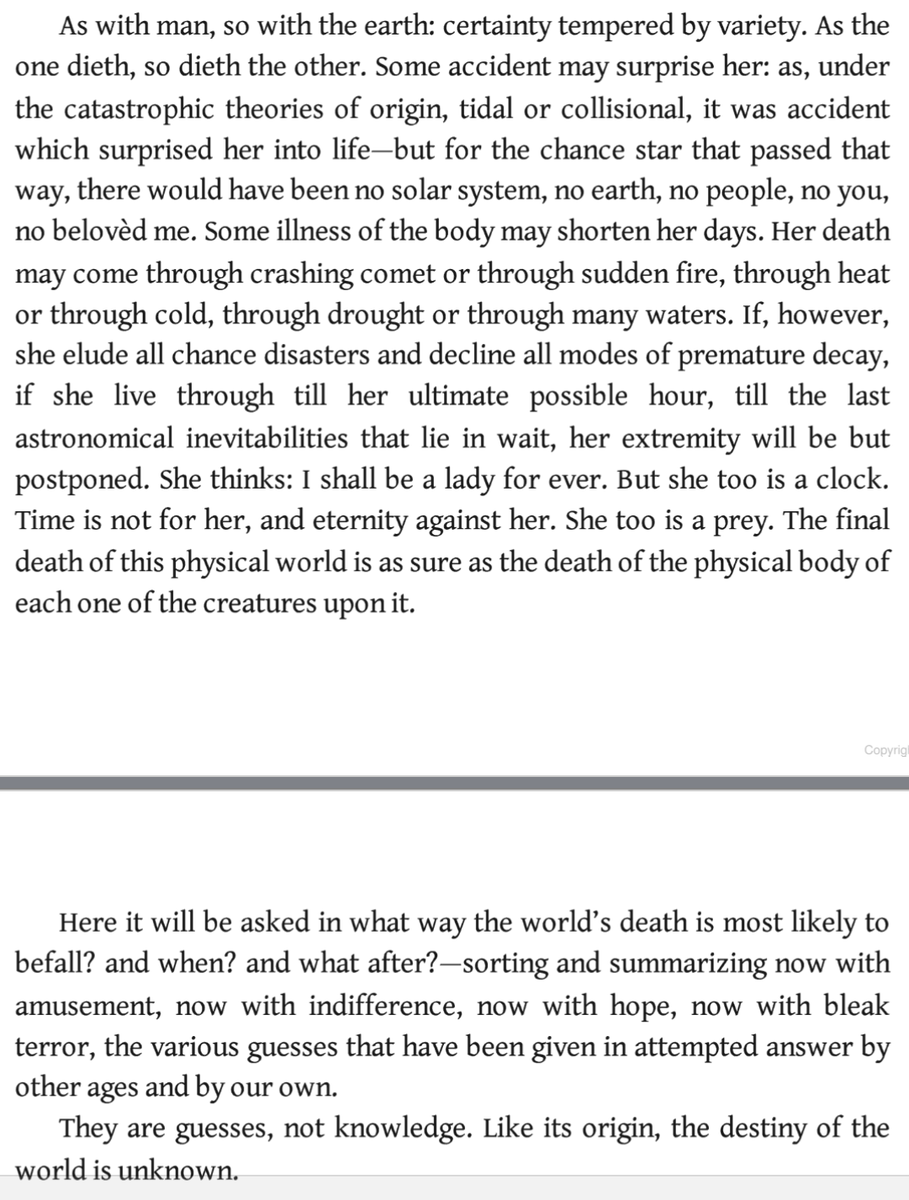 As with man, so with the earth: certainty tempered by variety. As the
one dieth, so dieth the other. Some accident may surprise her: as, under
the catastrophic theories of origin, tidal or collisional, it was accident
which surprised her into life—but for the chance star that passed that
way, there would have been no solar system, no earth, no people, no you,
no belovèd me. Some illness of the body may shorten her days. Her death
may come through crashing comet or through sudden fire, through heat
or through cold, through drought or through many waters. If, however,
she elude all chance disasters and decline all modes of premature decay,
if she live through till her ultimate possible hour, till the last
astronomical inevitabilities that lie in wait, her extremity will be but
postponed. She thinks: I shall be a lady for ever. But she too is a clock.
Time is not for her, and eternity against her. She too is a prey. The final
death of this physical world is as sure as the death of the physical body of
each one of the creatures upon it.
Copyrigh
Here it will be asked in what way the world’s death is most likely to
befall? and when? and what after?—sorting and summarizing now with
amusement, now with indifference, now with hope, now with bleak
terror, the various guesses that have been given in attempted answer by
other ages and by our own.
They are guesses, not knowledge. Like its origin, the destiny of the
world is unknown.